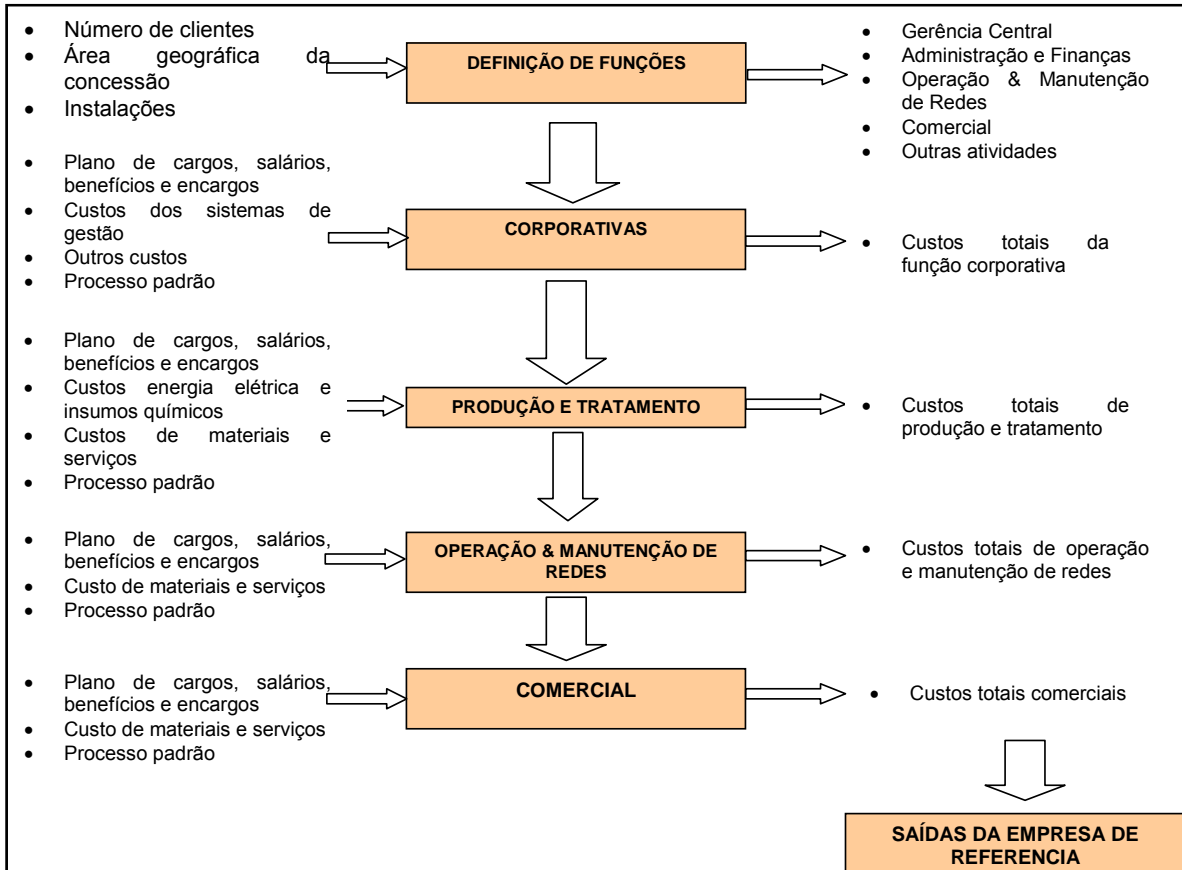 • Número de clientes
• Área geográfica da
concessão
• Instalações
DEFINIÇÃO DE FUNÇÕES
• Gerência Central
• Administração e Finanças
• Operação & Manutenção
de Redes
• Comercial
• Outras atividades
• Plano de cargos, salários,
benefícios e encargos
• Custos dos sistemas de
gestão
• Outros custos
• Processo padrão
CORPORATIVAS
• Custos totais da
função corporativa
• Plano de cargos, salários,
benefícios e encargos
• Custos energia elétrica e
insumos químicos
• Custos de materiais e
serviços
• Processo padrão
PRODUÇÃO E TRATAMENTO
• Custos totais de
produção e tratamento
• Plano de cargos, salários,
benefícios e encargos
• Custo de materiais e serviços
• Processo padrão
OPERAÇÃO & MANUTENÇÃO DE
REDES
• Custos totais de operação
e manutenção de redes
• Plano de cargos, salários,
benefícios e encargos
• Custo de materiais e serviços
• Processo padrão
COMERCIAL
• Custos totais comerciais
SAÍDAS DA EMPRESA DE
REFERENCIA